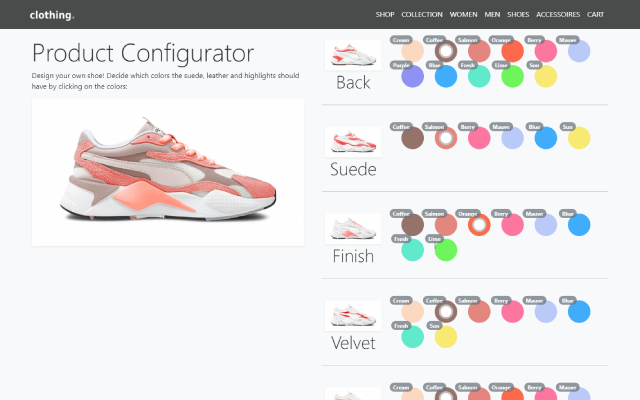 clothing.
SHOP COLLECTION WOMEN MEN SHOES ACCESSOIRES CART
Product Configurator
Design your own shoe! Decide which colors the suede, leather and highlights should
have by clicking on the colors:
Cream Coffee Salmon Orange Berry Mauve
Purple Blue Fresh Lime Sun
Back
Coffee Salmon Berry Mauve Blue Sun
Suede
Coffee Salmon Orange Berry Mauve Blue
Fresh Lime
Finish
Cream Coffee Salmon Berry Mauve Blue
Fresh Sun
Velvet
Cream Coffee Salmon Orange Berry Mauve